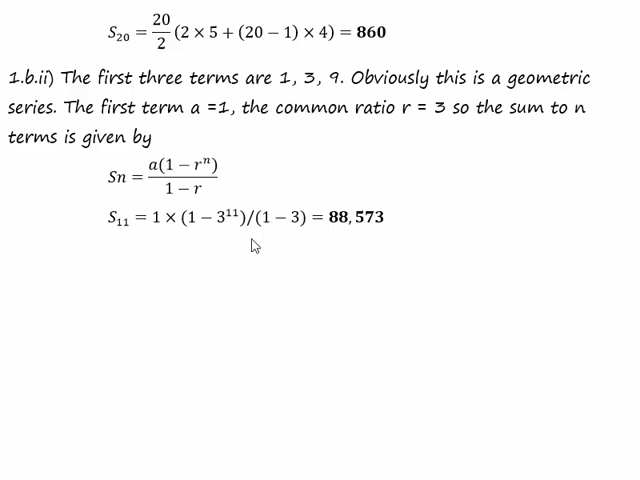 S₂₀ = 20/2 (2 × 5 + (20 − 1) × 4) = 860
1.b.ii) The first three terms are 1, 3, 9. Obviously this is a geometric
series. The first term a =1, the common ratio r = 3 so the sum to n
terms is given by
Sn = a(1 − rⁿ)/1 − r
S₁₁ = 1 × (1 − 3¹¹)/(1 − 3) = 88,573